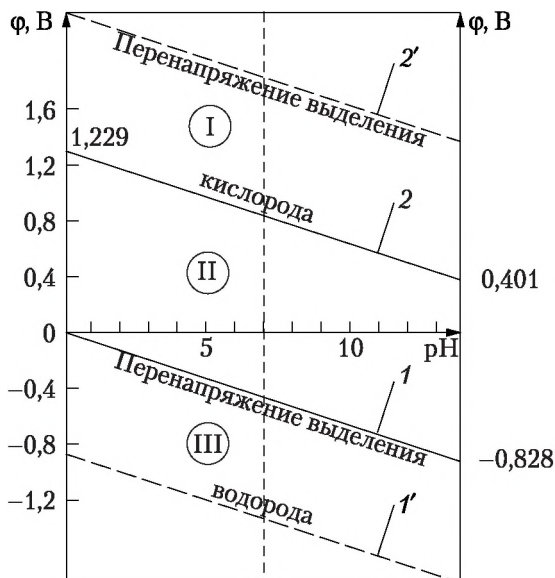 φ, В
φ, В
2′
Перенапряжение выделения
1,6
I
1,229
1,2
кислорода
2
0,8
II
0,4
0,401
0
5
10
pH
1
−0,4
Перенапряжение выделения
−0,8
III
−0,828
−1,2
водорода
1′